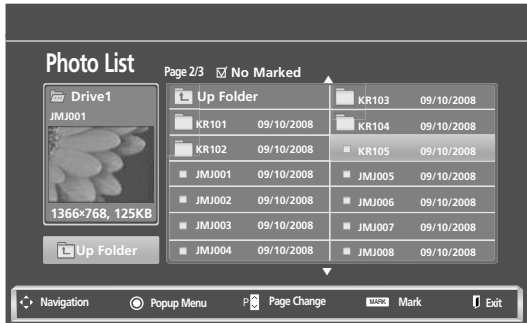 Photo List
Page 2/3 ☑ No Marked
Drive1
JMJ001
1366×768, 125KB
Up Folder
Up Folder
KR101 09/10/2008
KR102 09/10/2008
JMJ001 09/10/2008
JMJ002 09/10/2008
JMJ003 09/10/2008
JMJ004 09/10/2008
KR103 09/10/2008
KR104 09/10/2008
KR105 09/10/2008
JMJ005 09/10/2008
JMJ006 09/10/2008
JMJ007 09/10/2008
JMJ008 09/10/2008
Navigation Popup Menu P Page Change MARK Mark Exit